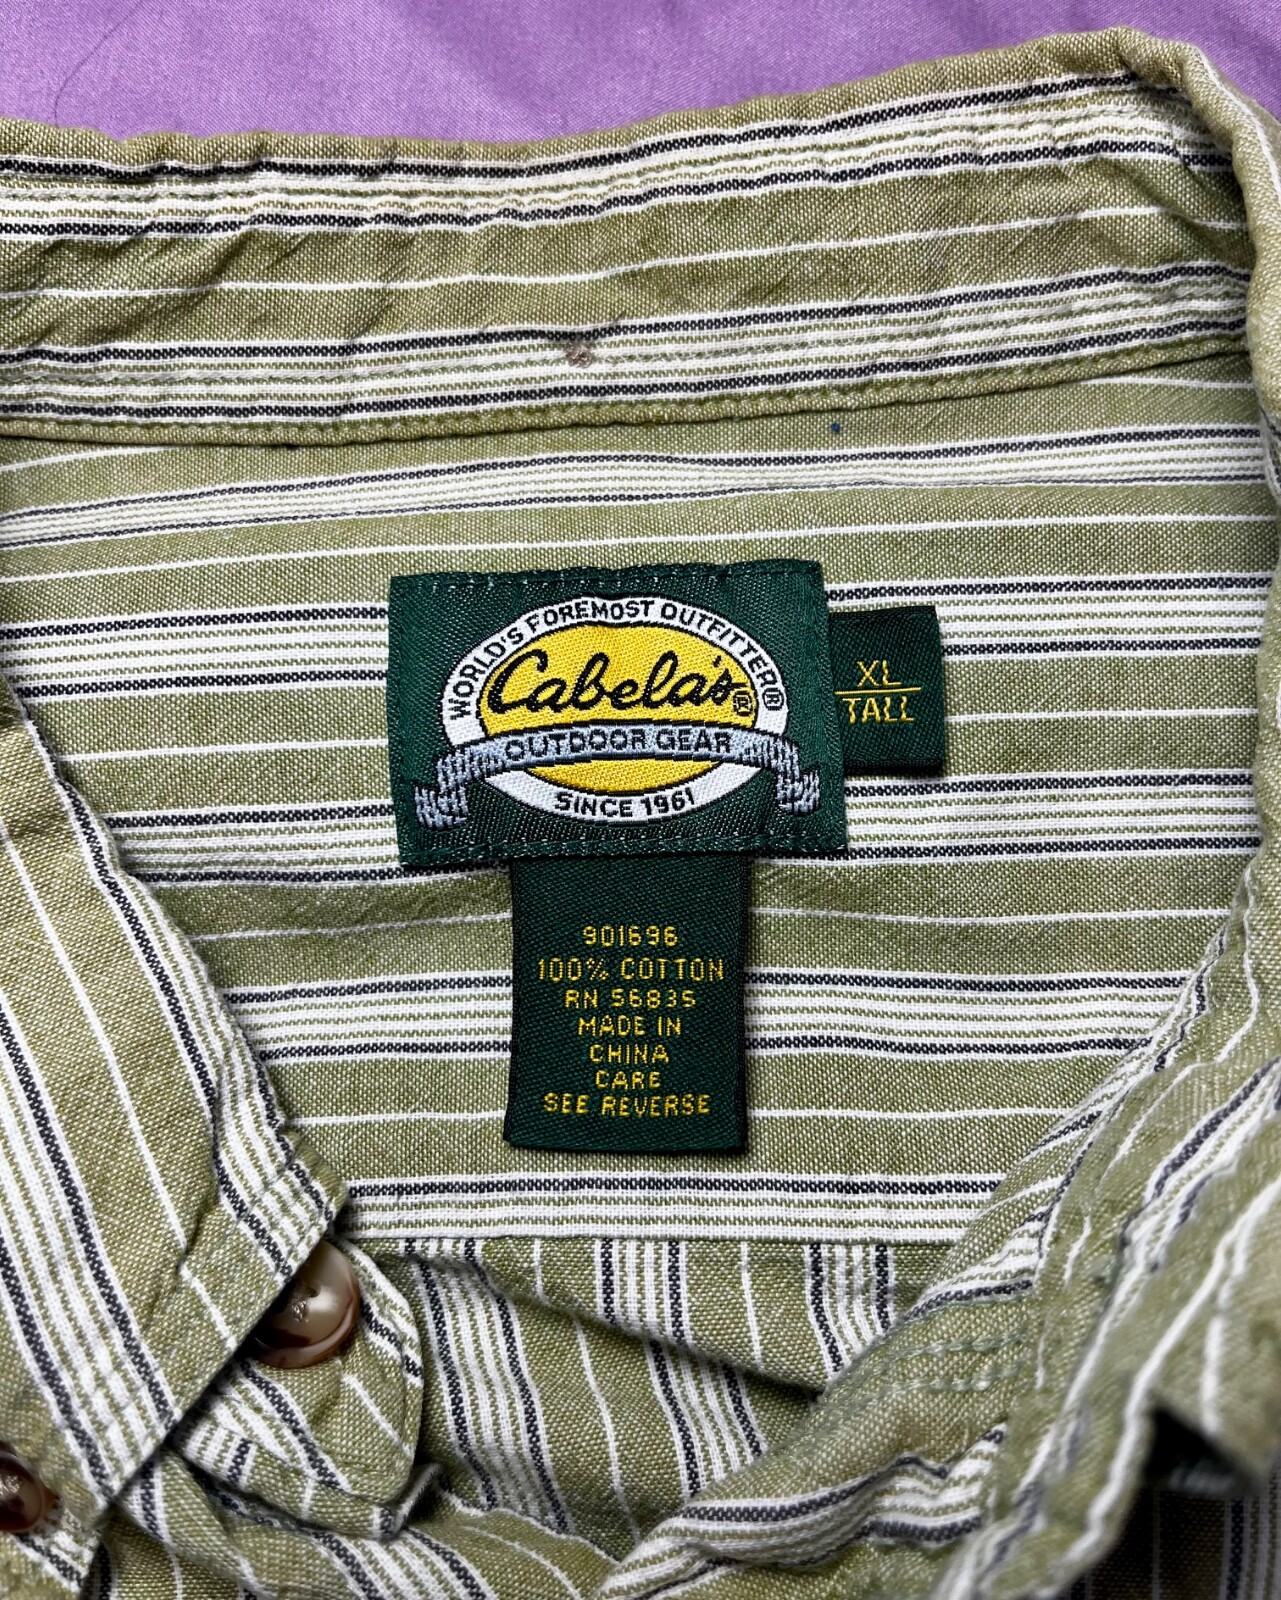 WORLD'S FOREMOST OUTFITTER®
Cabela's®
OUTDOOR GEAR
SINCE 1961
XL
TALL
901696
100% COTTON
RN 56835
MADE IN
CHINA
CARE
SEE REVERSE